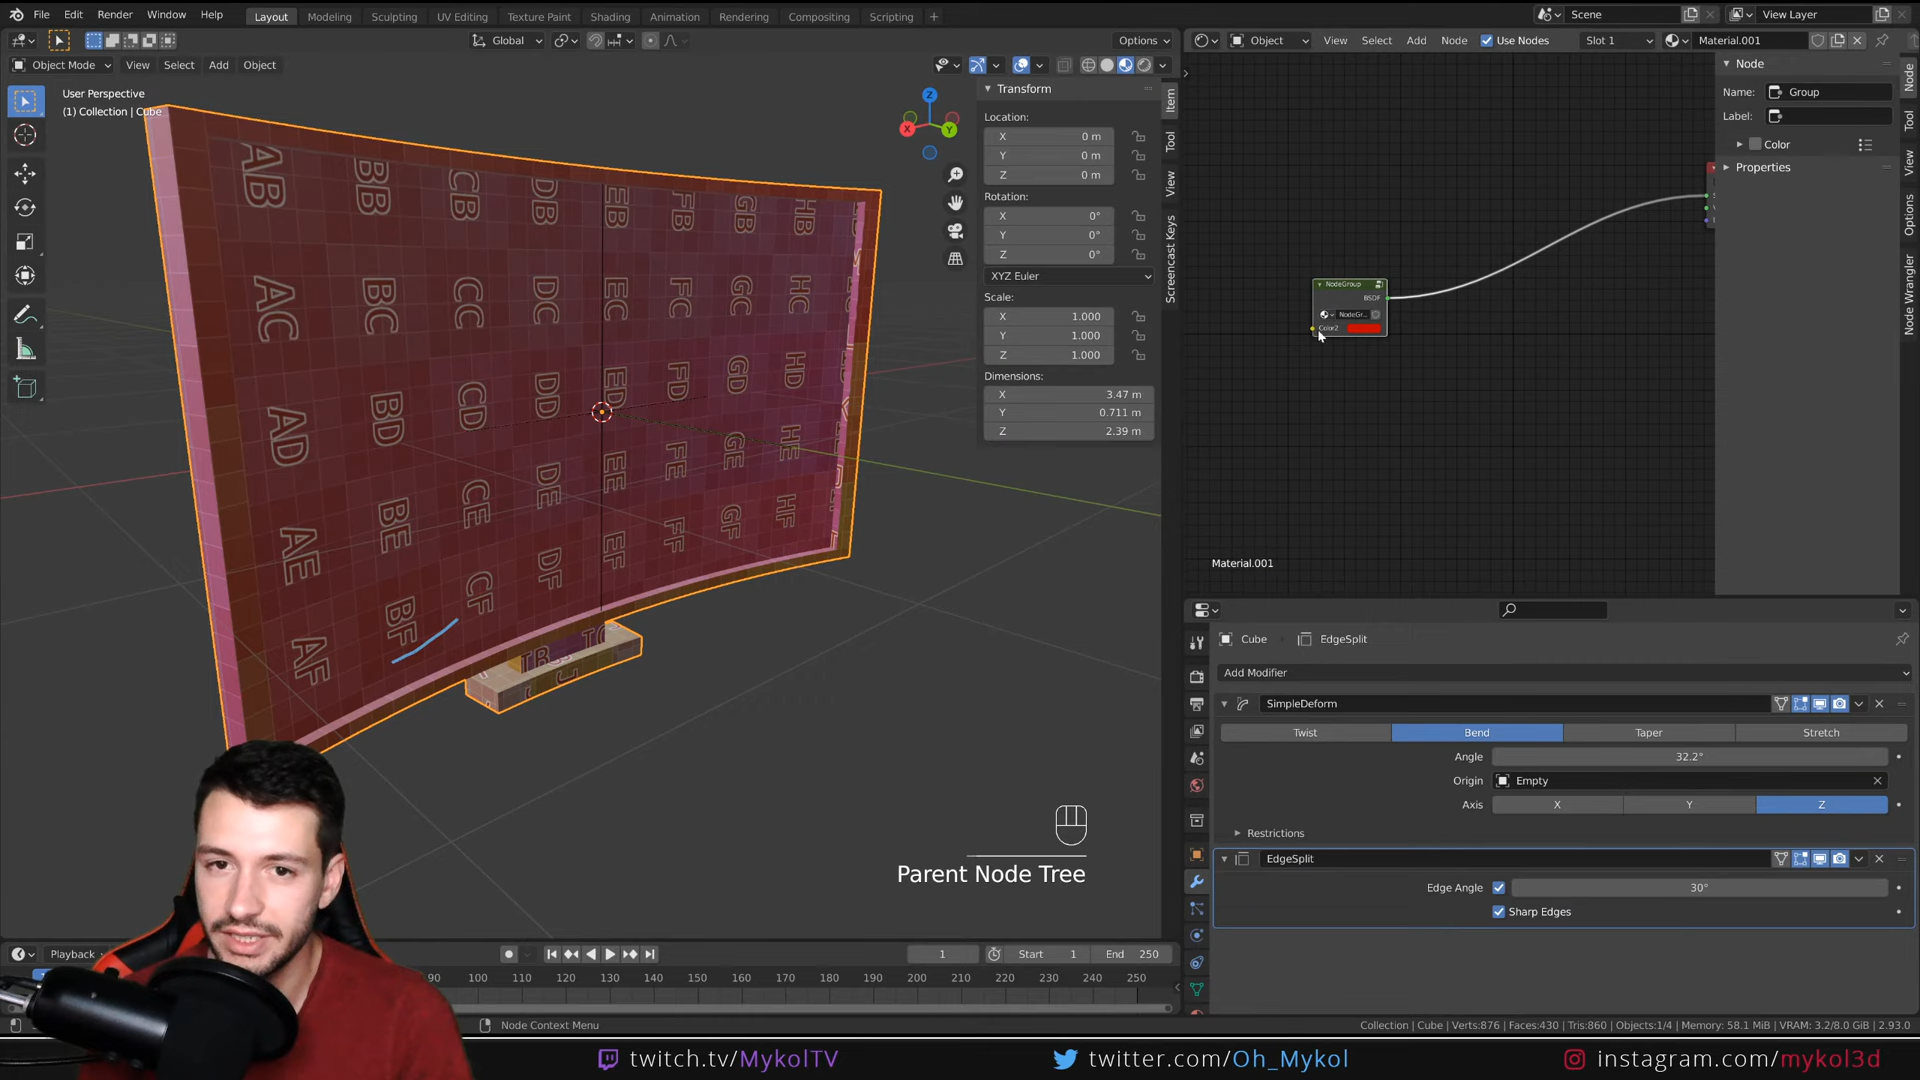 File Edit Render Window Help
Layout Modeling Sculpting UV Editing Texture Paint Shading Animation Rendering Compositing Scripting +
Scene View Layer
Global Options
Object View Select Add Node Use Nodes Slot 1 Material.001
Object Mode View Select Add Object
User Perspective
(1) Collection | Cube
Z
X Y
Transform
Location:
X 0 m
Y 0 m
Z 0 m
Rotation:
X 0°
Y 0°
Z 0°
XYZ Euler
Scale:
X 1.000
Y 1.000
Z 1.000
Dimensions:
X 3.47 m
Y 0.711 m
Z 2.39 m
Item
Tool
View
Screencast Keys
Node
Name: Group
Label:
Color
Properties
Node
Tool
View
Options
Node Wrangler
NodeGroup
BSDF
NodeGr...
Color2
Material.001
AB BB CB DB EB FB GB HB
AC BC CC DC EC FC GC HC
AD BD CD DD ED FD GD HD
AE BE CE DE EE FE GE HE
AF BF CF DF EF FF GF HF
Parent Node Tree
Cube EdgeSplit
Add Modifier
SimpleDeform
Twist Bend Taper Stretch
Angle 32.2°
Origin Empty
Axis X Y Z
Restrictions
EdgeSplit
Edge Angle 30°
Sharp Edges
Playback 1 Start 1 End 250
90 100 110 120 130 140 150 160 170 180 190 200 210 220 230 240 250
Node Context Menu
Collection | Cube | Verts:876 | Faces:430 | Tris:860 | Objects:1/4 | Memory: 58.1 MiB | VRAM: 3.2/8.0 GiB | 2.93.0
twitch.tv/MykolTV twitter.com/Oh_Mykol instagram.com/mykol3d